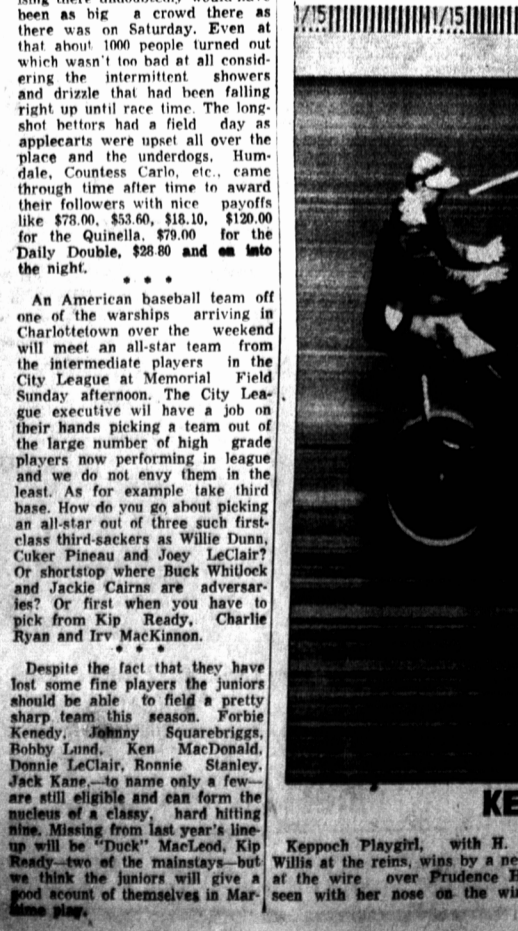 been as big a crowd there as
there was on Saturday. Even at
that about 1000 people turned out
which wasn't too bad at all consid-
ering the intermittent showers
and drizzle that had been falling
right up until race time. The long-
shot bettors had a field day as
applecarts were upset all over the
place and the underdogs, Hum-
dale, Countess Carlo, etc., came
through time after time to award
their followers with nice payoffs
like $78.00, $53.60, $18.10, $120.00
for the Quinella, $79.00 for the
Daily Double, $28.80 and on into
the night.
* * *
An American baseball team off
one of the warships arriving in
Charlottetown over the weekend
will meet an all-star team from
the intermediate players in the
City League at Memorial Field
Sunday afternoon. The City Lea-
gue executive wil have a job on
their hands picking a team out of
the large number of high grade
players now performing in league
and we do not envy them in the
least. As for example take third
base. How do you go about picking
an all-star out of three such first-
class third-sackers as Willie Dunn,
Cuker Pineau and Joey LeClair?
Or shortstop where Buck Whitlock
and Jackie Cairns are adversar-
ies? Or first when you have to
pick from Kip Ready, Charlie
Ryan and Irv MacKinnon.
* * *
Despite the fact that they have
lost some fine players the juniors
should be able to field a pretty
sharp team this season. Forbie
Kenedy, Johnny Squarebriggs,
Bobby Lund, Ken MacDonald,
Donnie LeClair, Ronnie Stanley,
Jack Kane,—to name only a few—
are still eligible and can form the
nucleus of a classy, hard hitting
nine. Missing from last year's line-
up will be "Duck" MacLeod, Kip
Ready—two of the mainstays—but
we think the juniors will give a
good acount of themselves in Mar-
itime play.
1/15 1/15
KE
Keppoch Playgirl, with H.
Willis at the reins, wins by a ne
at the wire over Prudence H
seen with her nose on the wi